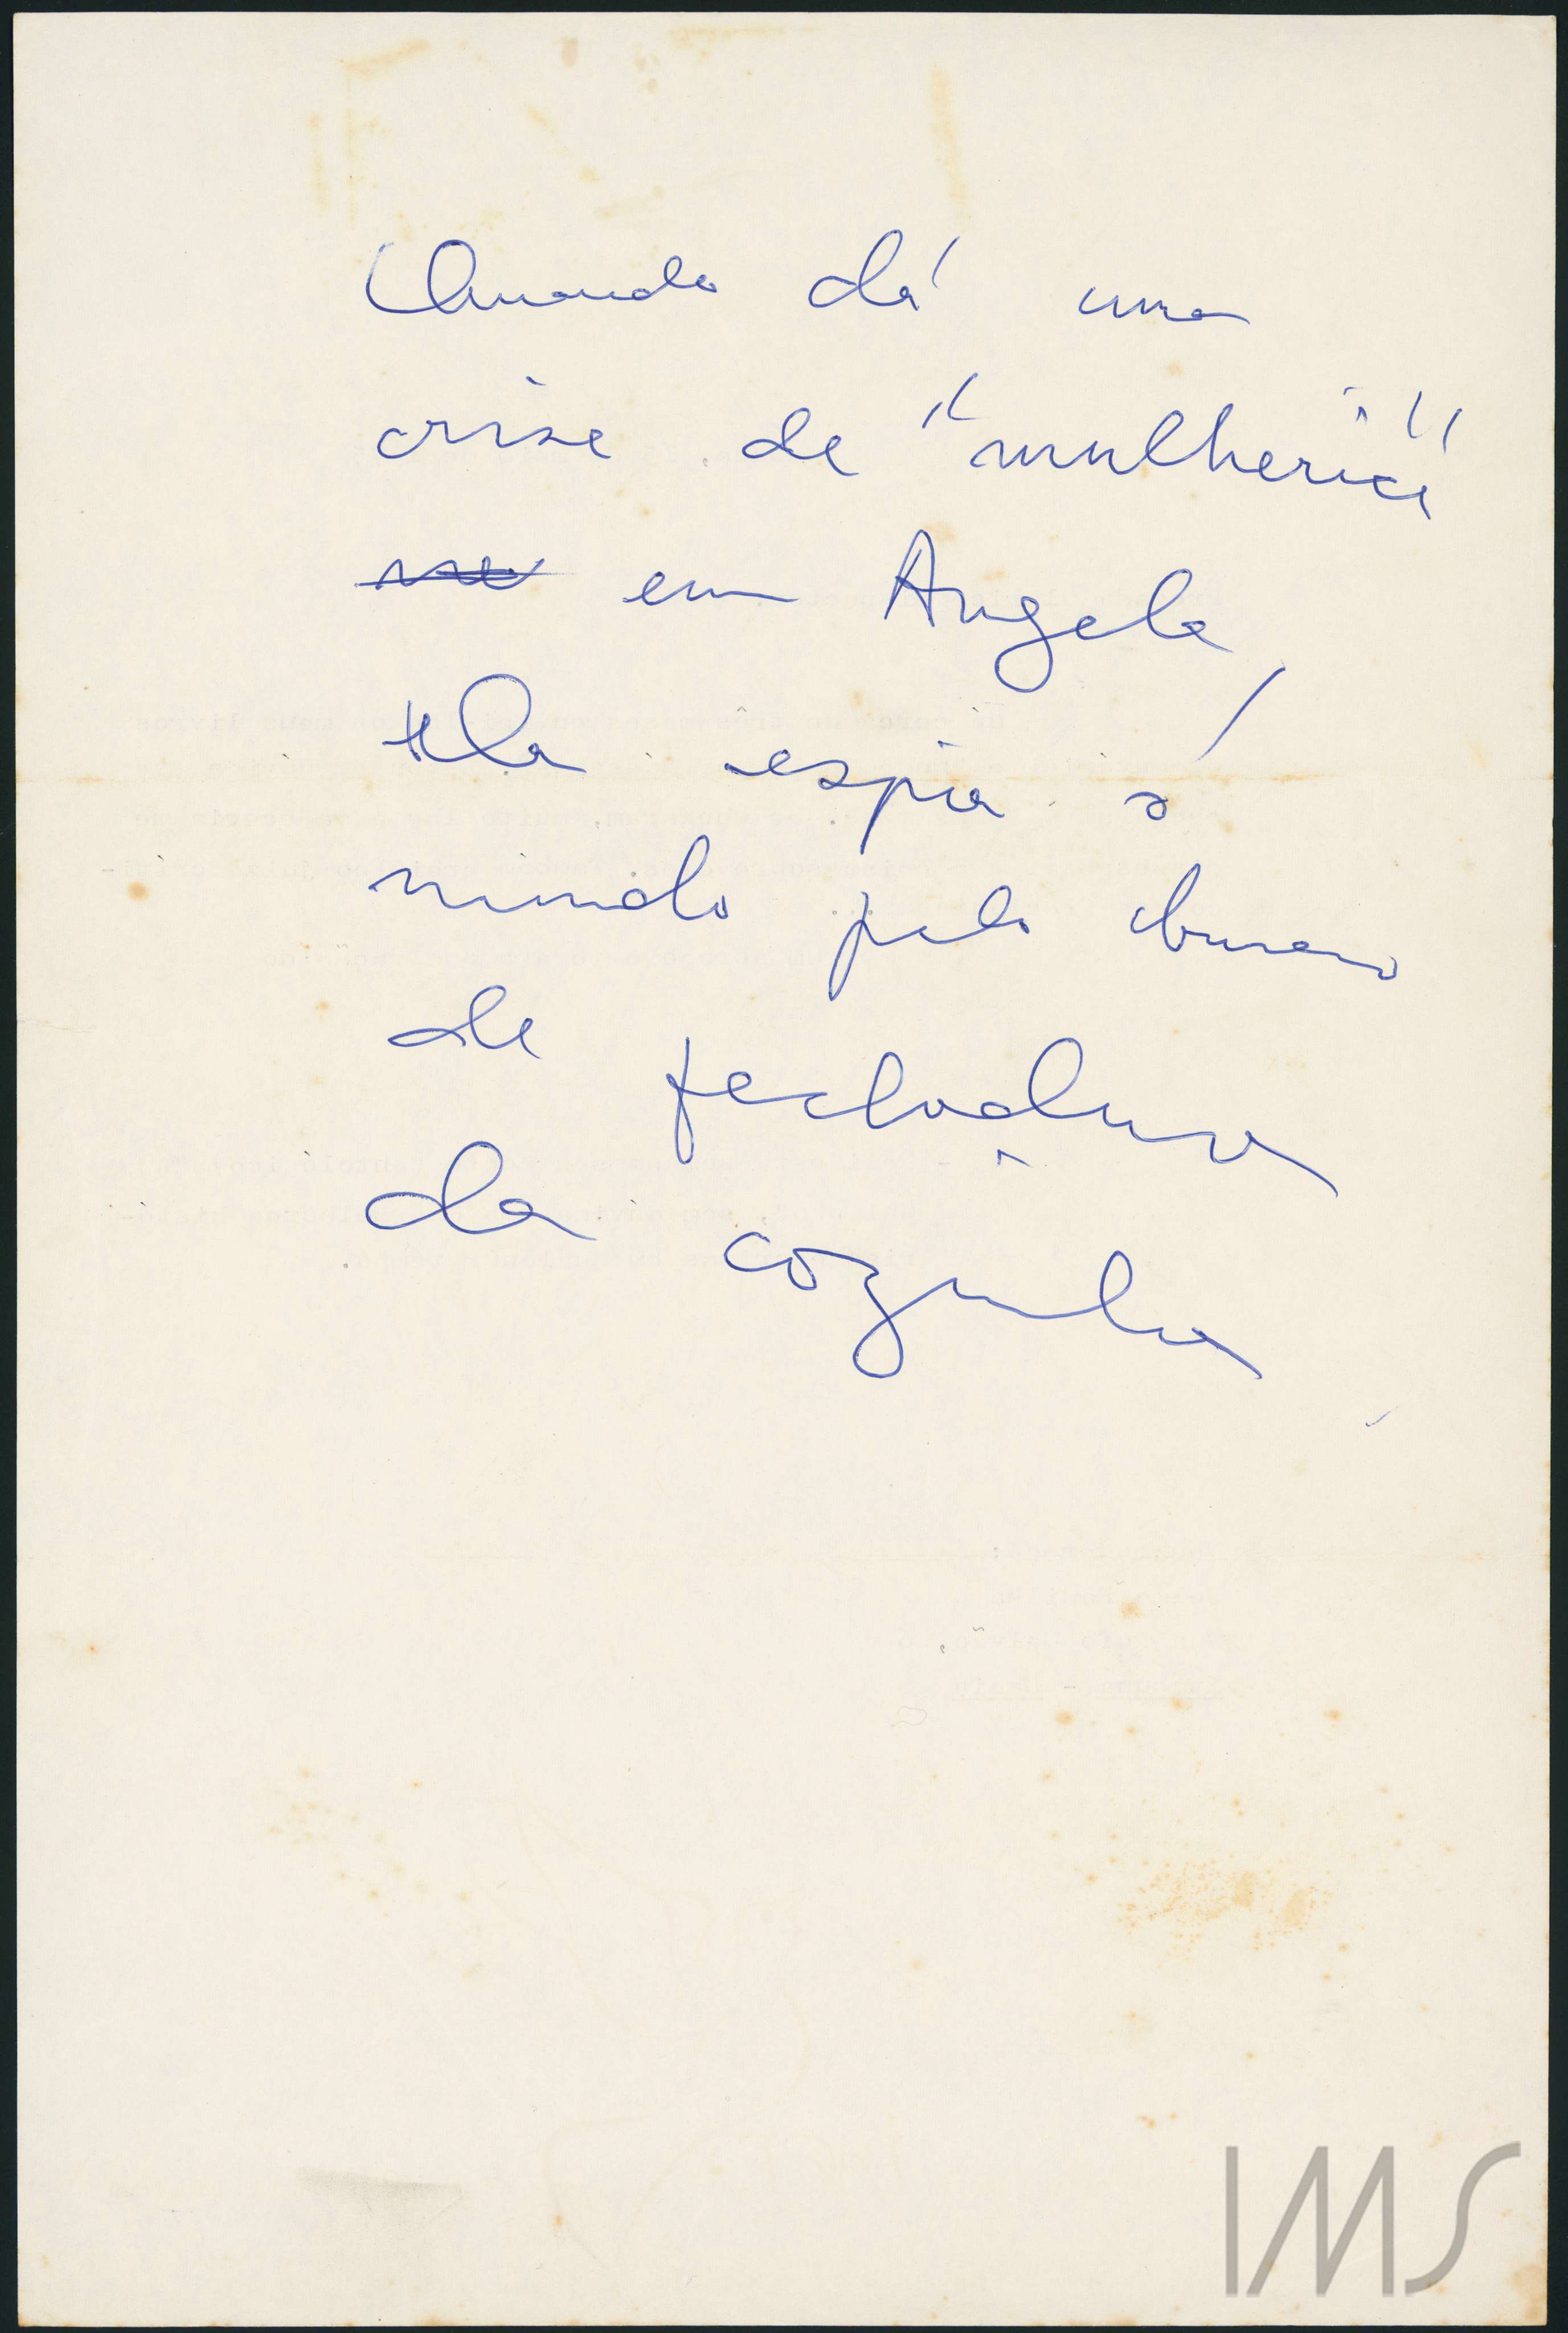 Quando dá uma
crise de "mulherice"
em Angela,
ela espia o
mundo pelo buraco
de fechadura
da cozinha
IMS